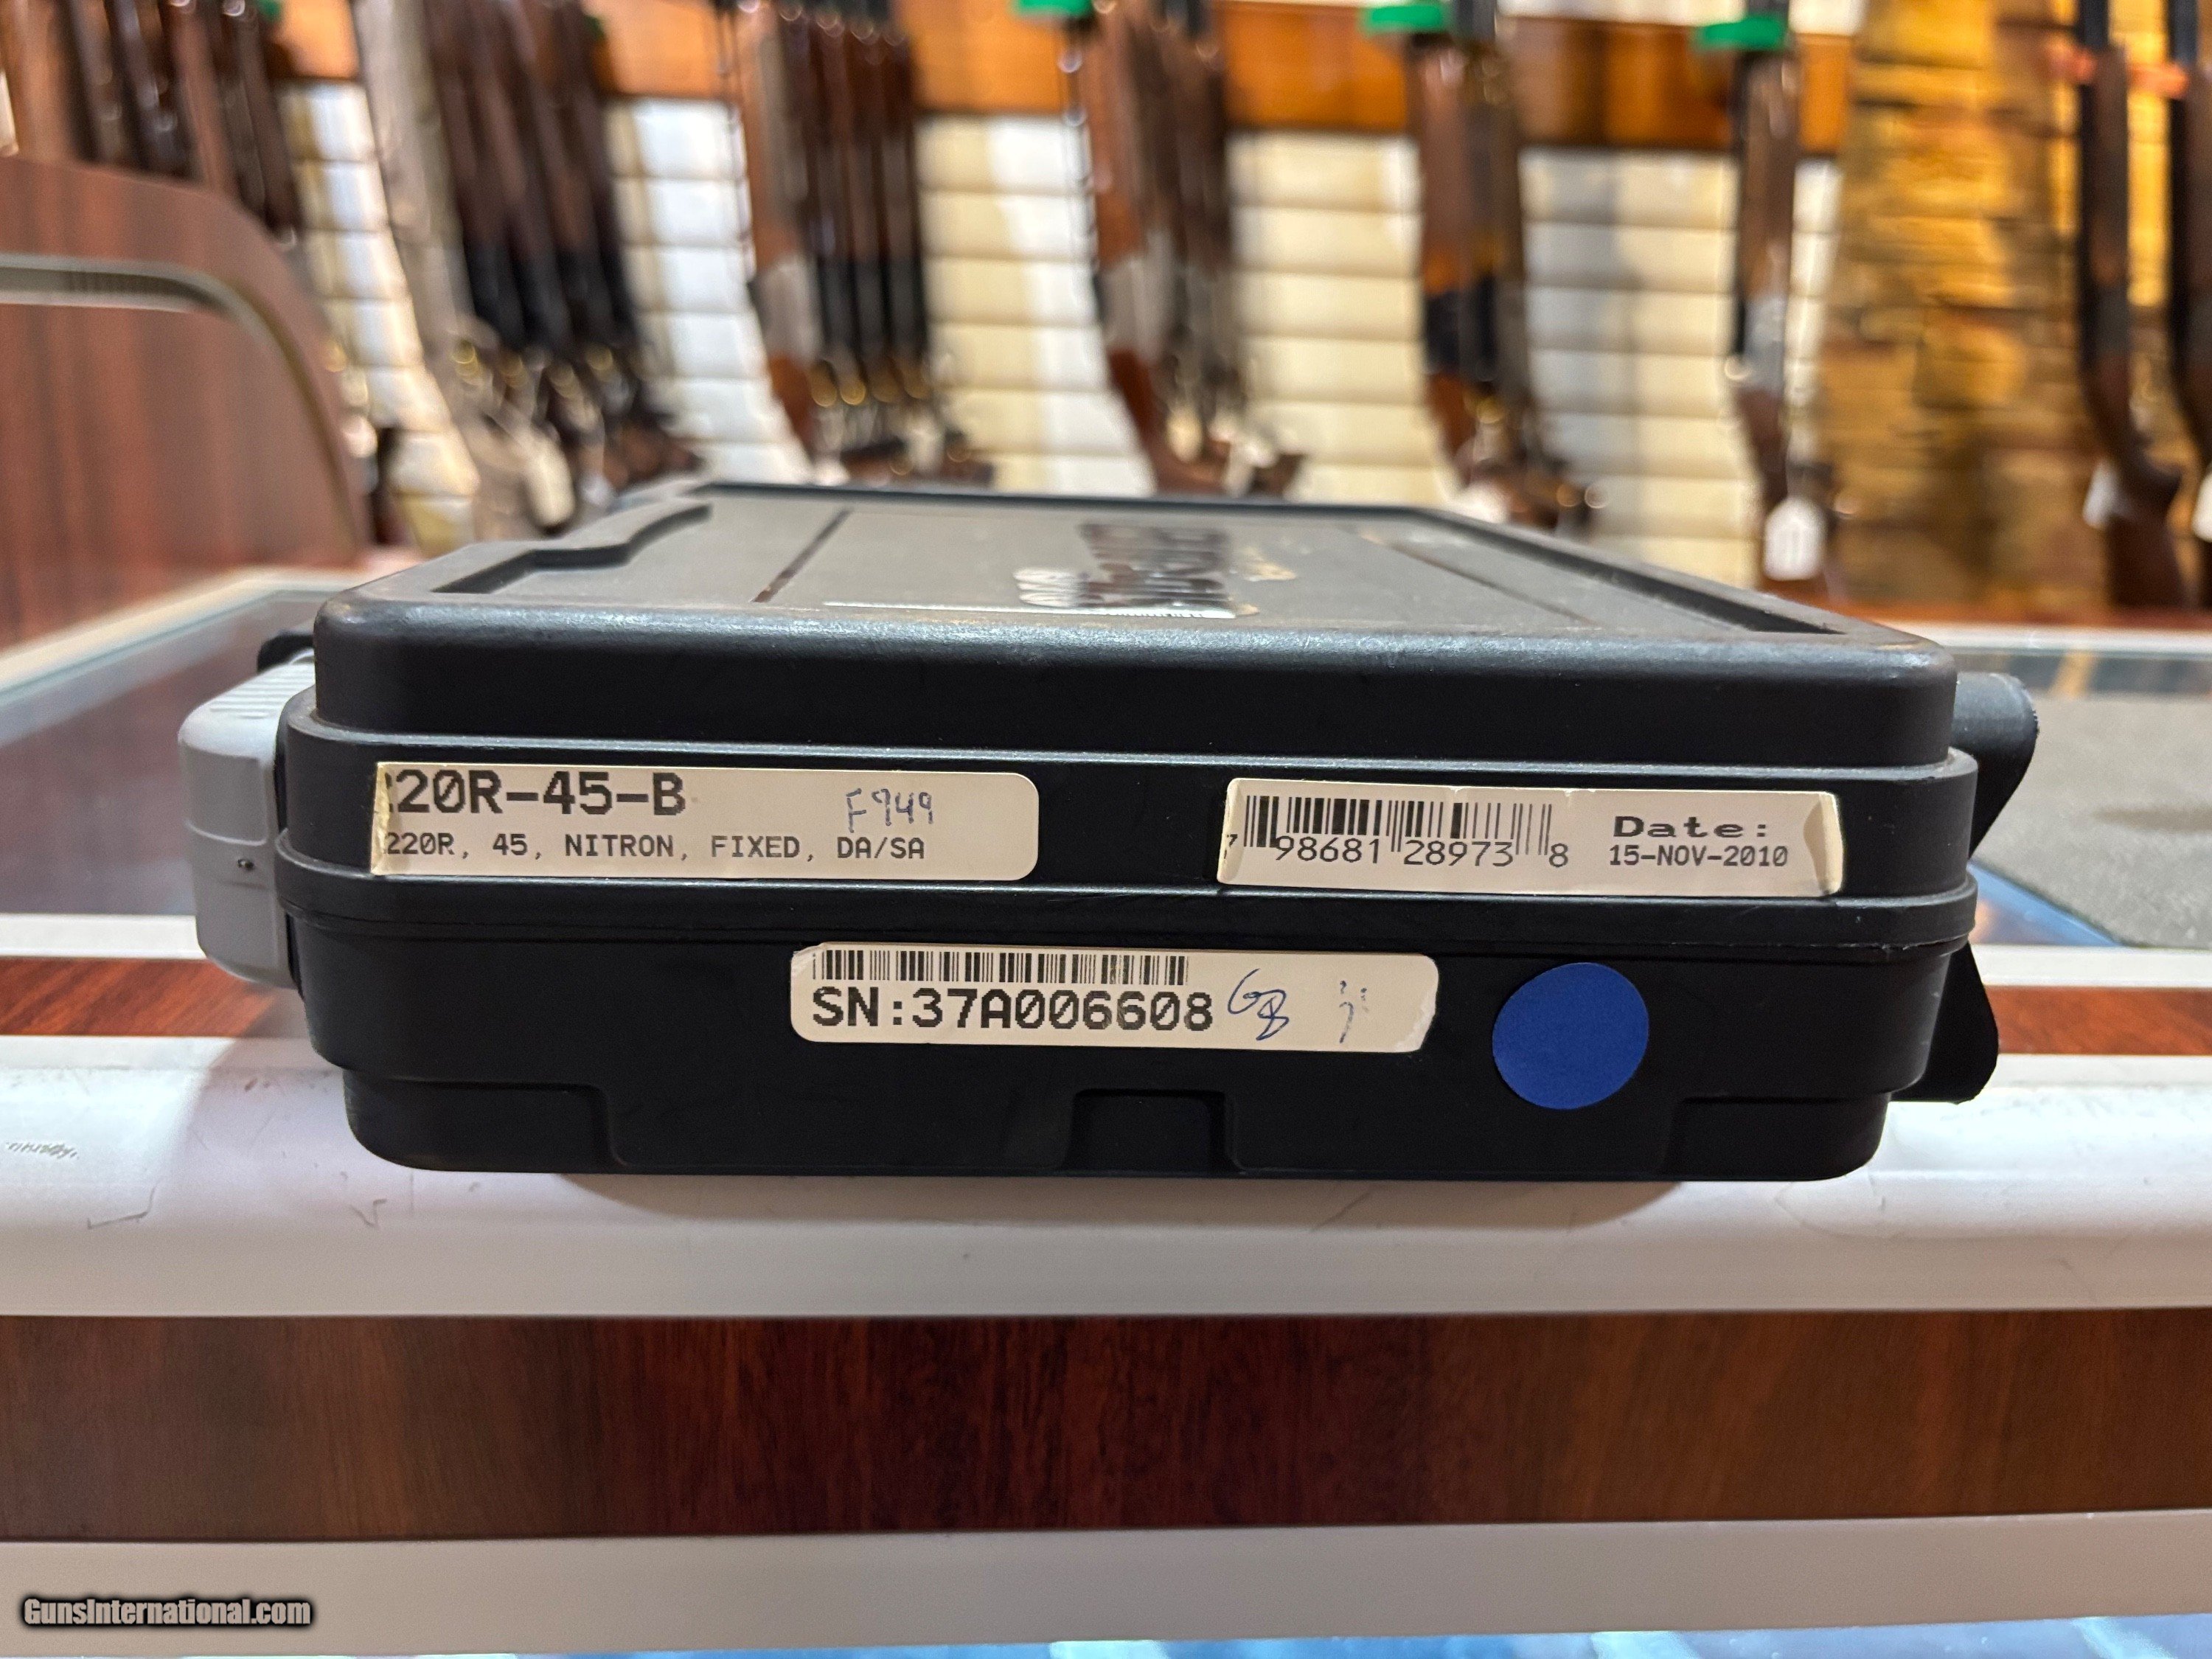 220R-45-B
F949
220R, 45, NITRON, FIXED, DA/SA
7 98681 28973 8
Date:
15-NOV-2010
SN:37A006608
GB
GunsInternational.com